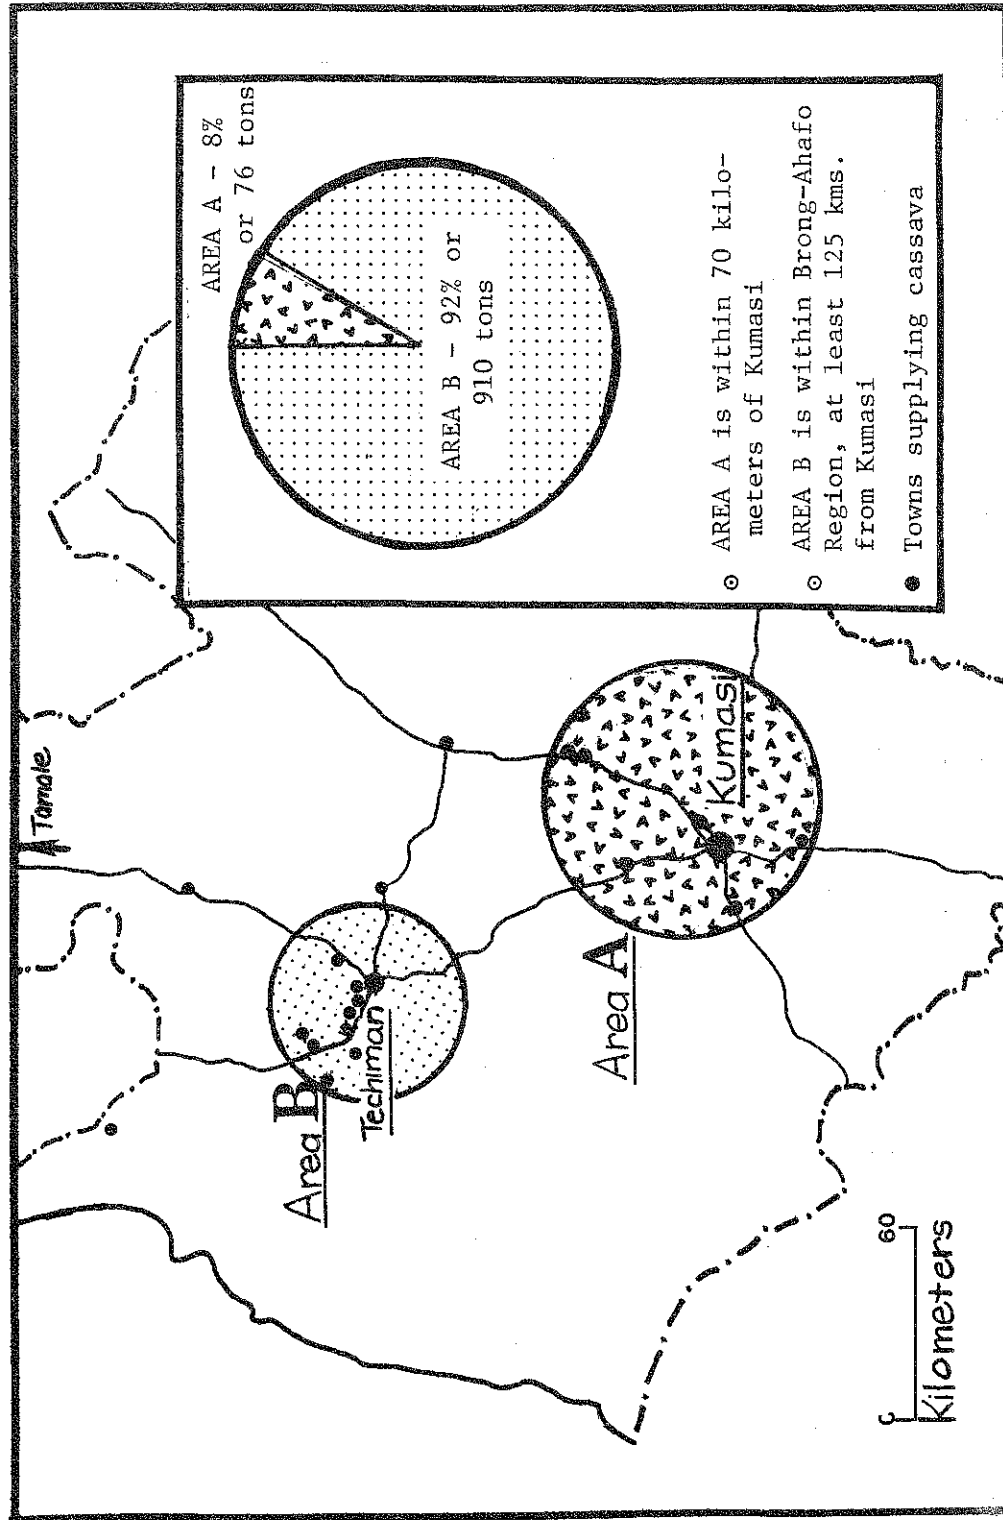 Tamale
Area B
Techiman
Area A
Kumasi
0 60
Kilometers
AREA A - 8%
or 76 tons
AREA B - 92% or
910 tons
AREA A is within 70 kilo-
meters of Kumasi
AREA B is within Brong-Ahafo
Region, at least 125 kms.
from Kumasi
Towns supplying cassava